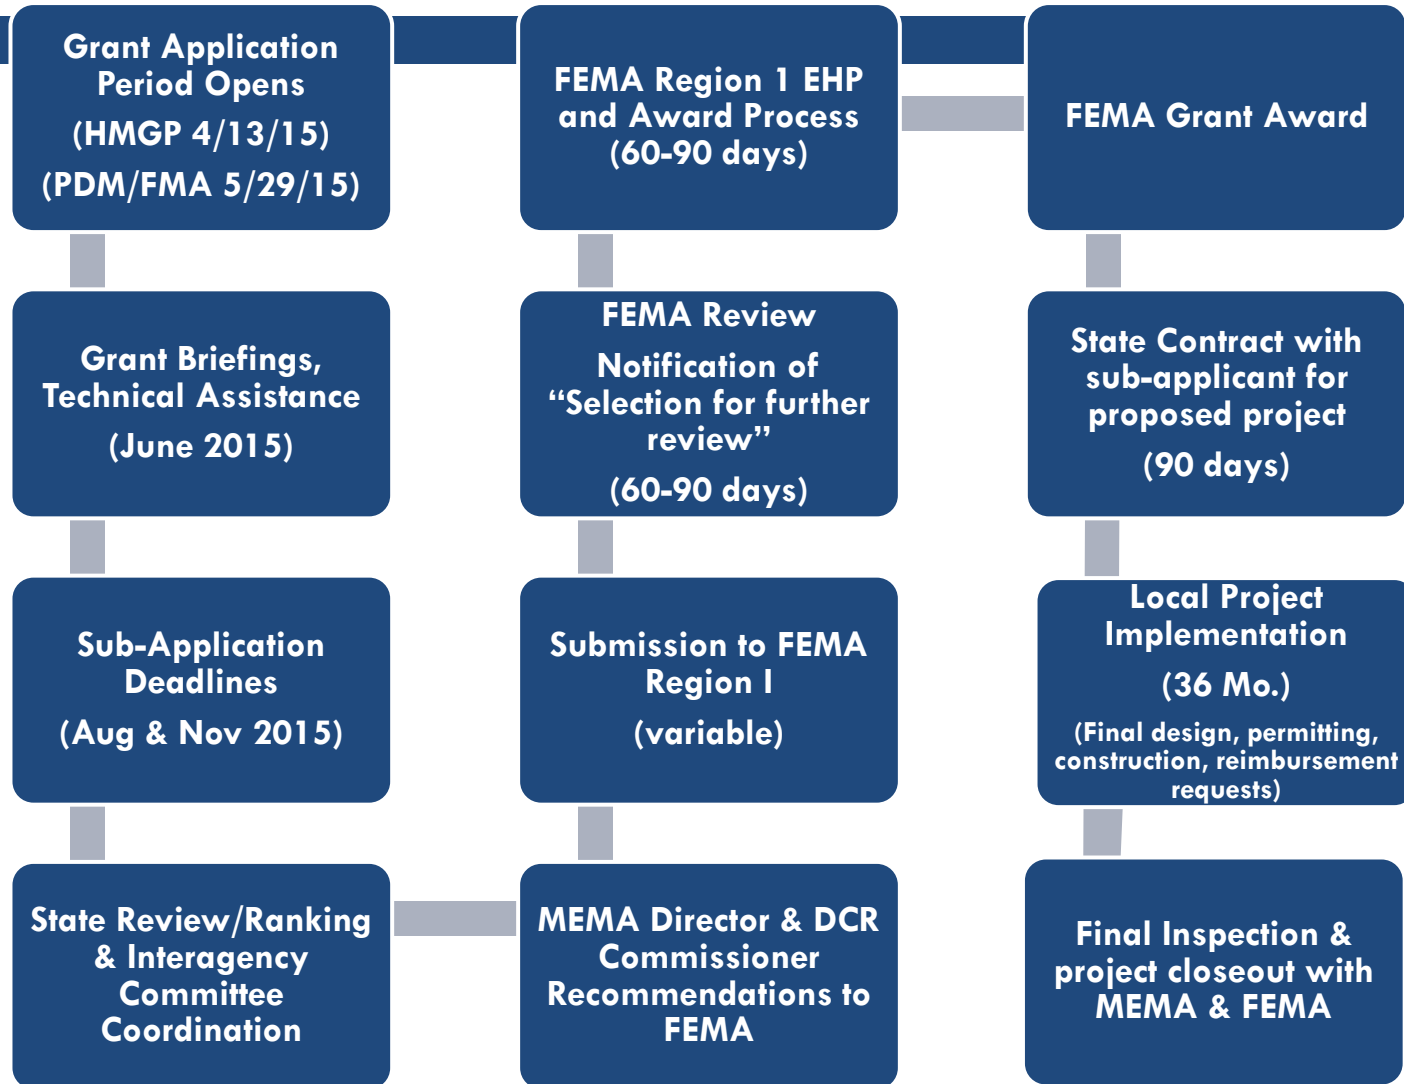 Grant Application
Period Opens
(HMGP 4/13/15)
(PDM/FMA 5/29/15)
Grant Briefings,
Technical Assistance
(June 2015)
Sub-Application
Deadlines
(Aug & Nov 2015)
State Review/Ranking
& Interagency
Committee
Coordination
MEMA Director & DCR
Commissioner
Recommendations to
FEMA
Submission to FEMA
Region I
(variable)
FEMA Review
Notification of
“Selection for further
review”
(60-90 days)
FEMA Region 1 EHP
and Award Process
(60-90 days)
FEMA Grant Award
State Contract with
sub-applicant for
proposed project
(90 days)
Local Project
Implementation
(36 Mo.)
(Final design, permitting,
construction, reimbursement
requests)
Final Inspection &
project closeout with
MEMA & FEMA